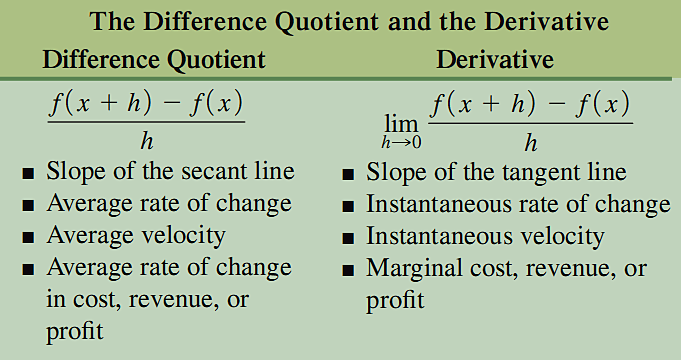 The Difference Quotient and the Derivative
Difference Quotient
f(x + h) − f(x)
h
■ Slope of the secant line
■ Average rate of change
■ Average velocity
■ Average rate of change
in cost, revenue, or
profit
Derivative
lim h→0 f(x + h) − f(x)
h
■ Slope of the tangent line
■ Instantaneous rate of change
■ Instantaneous velocity
■ Marginal cost, revenue, or
profit